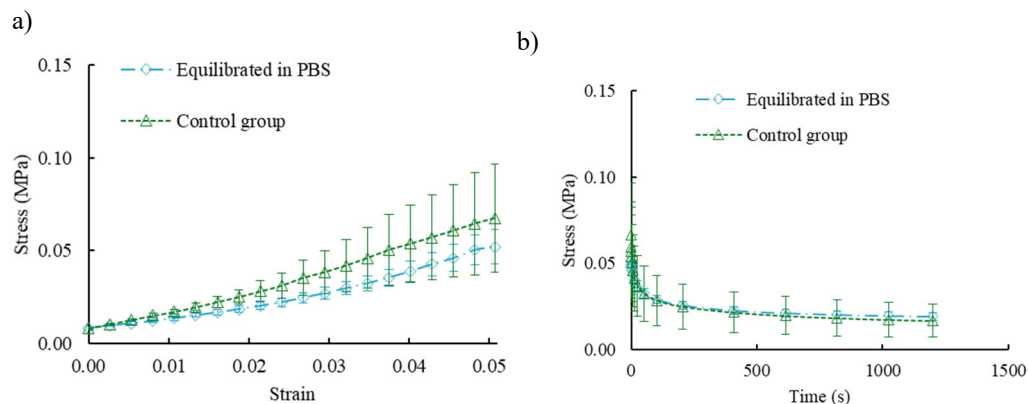 a)
0.15
0.10
0.05
0.00
Stress (MPa)
Equilibrated in PBS
Control group
0.00 0.01 0.02 0.03 0.04 0.05
Strain
b)
0.15
0.10
0.05
0.00
Stress (MPa)
Equilibrated in PBS
Control group
0 500 1000 1500
Time (s)